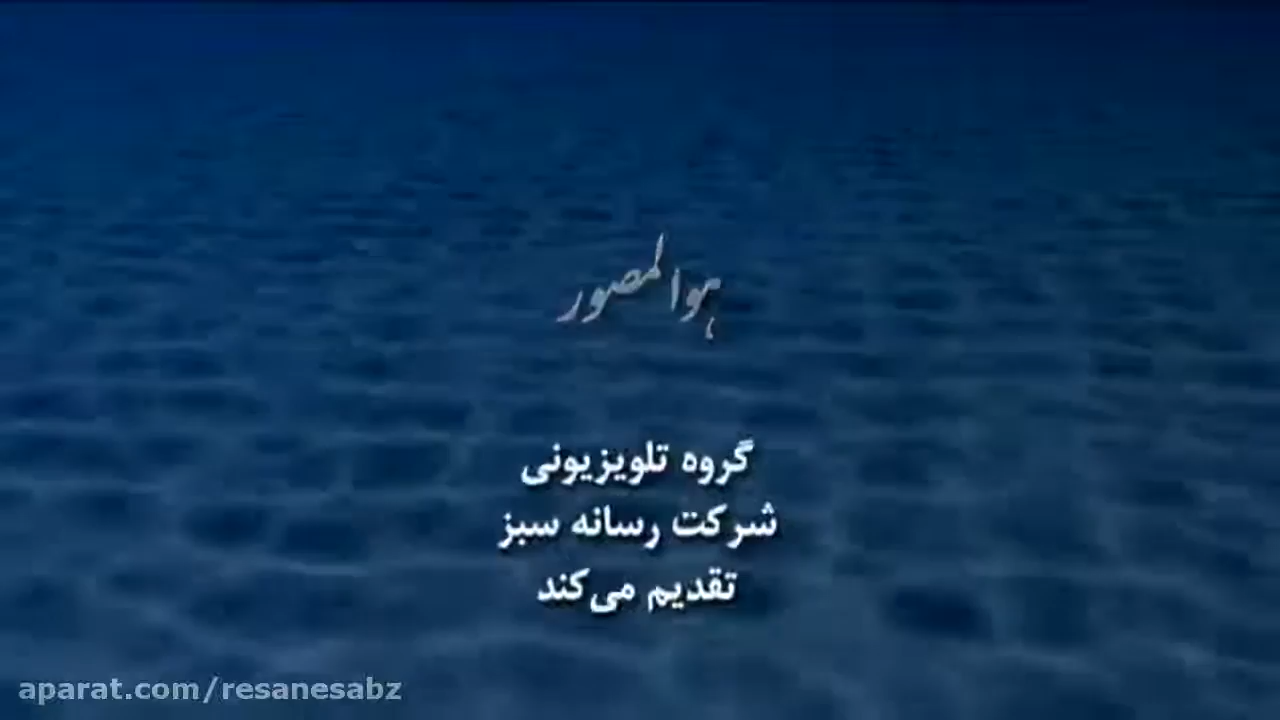 هوالمصور
گروه تلویزیونی
شرکت رسانه سبز
تقدیم می‌کند
aparat.com/resanesabz